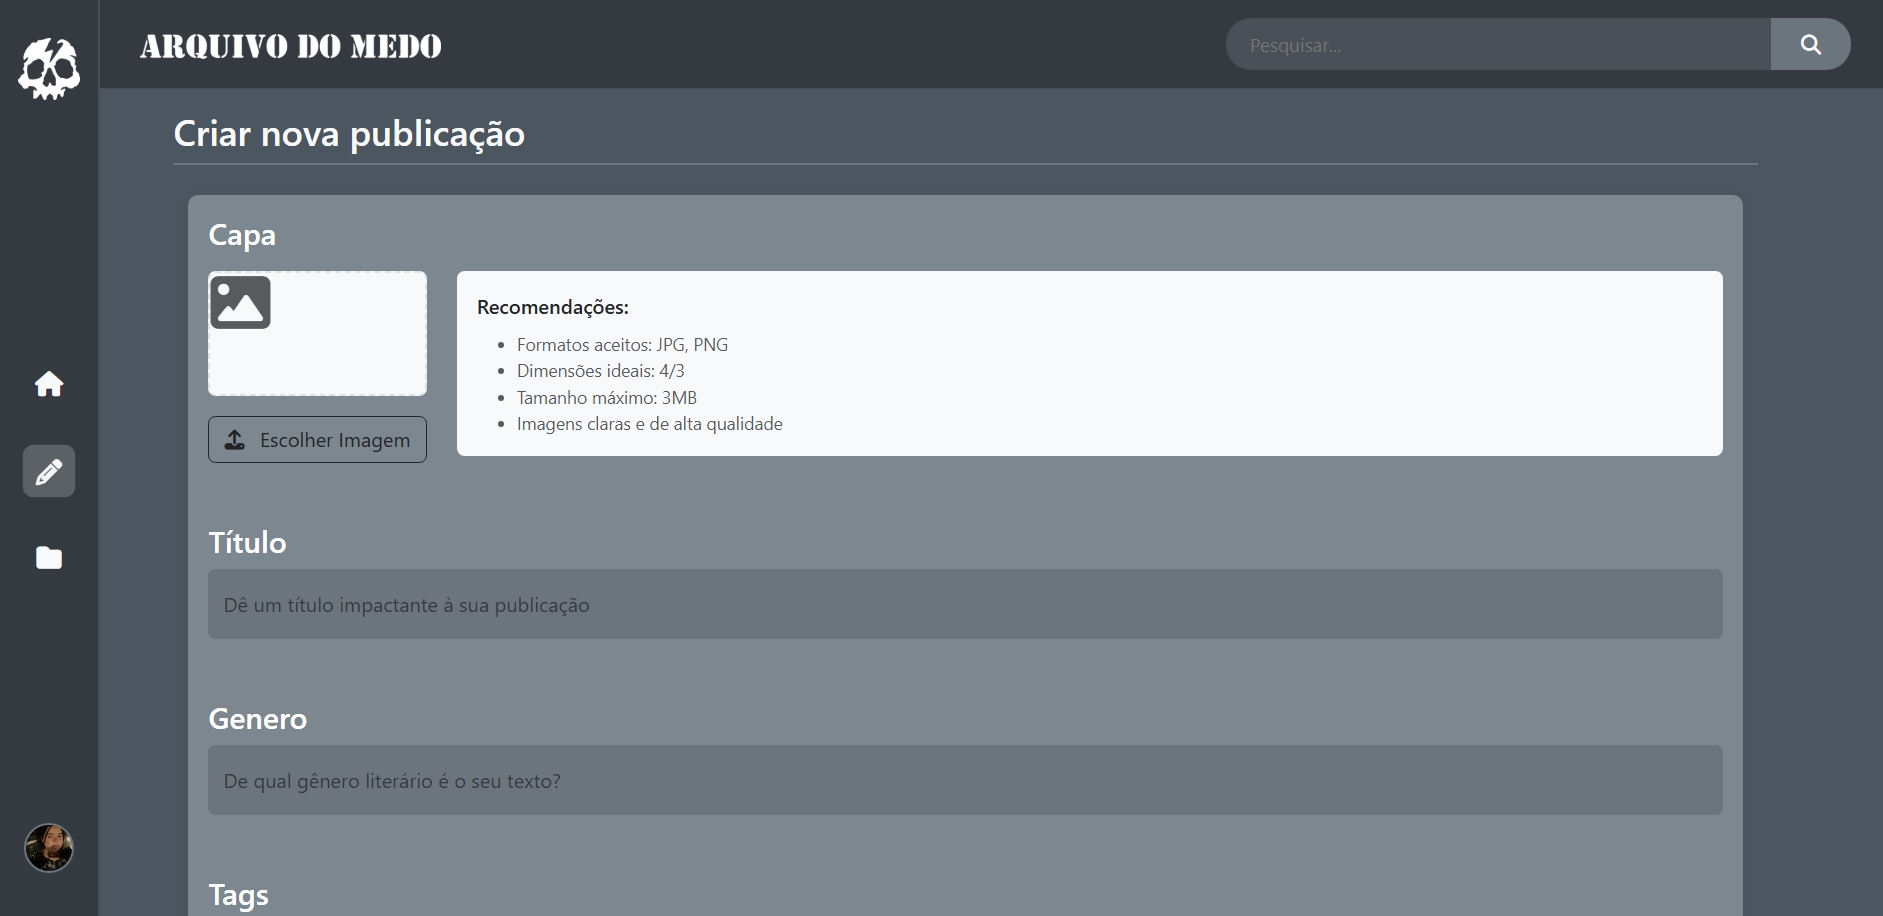 ARQUIVO DO MEDO
Pesquisar...
Criar nova publicação
Capa
Escolher Imagem
Recomendações:
Formatos aceitos: JPG, PNG
Dimensões ideais: 4/3
Tamanho máximo: 3MB
Imagens claras e de alta qualidade
Título
Dê um título impactante à sua publicação
Genero
De qual gênero literário é o seu texto?
Tags